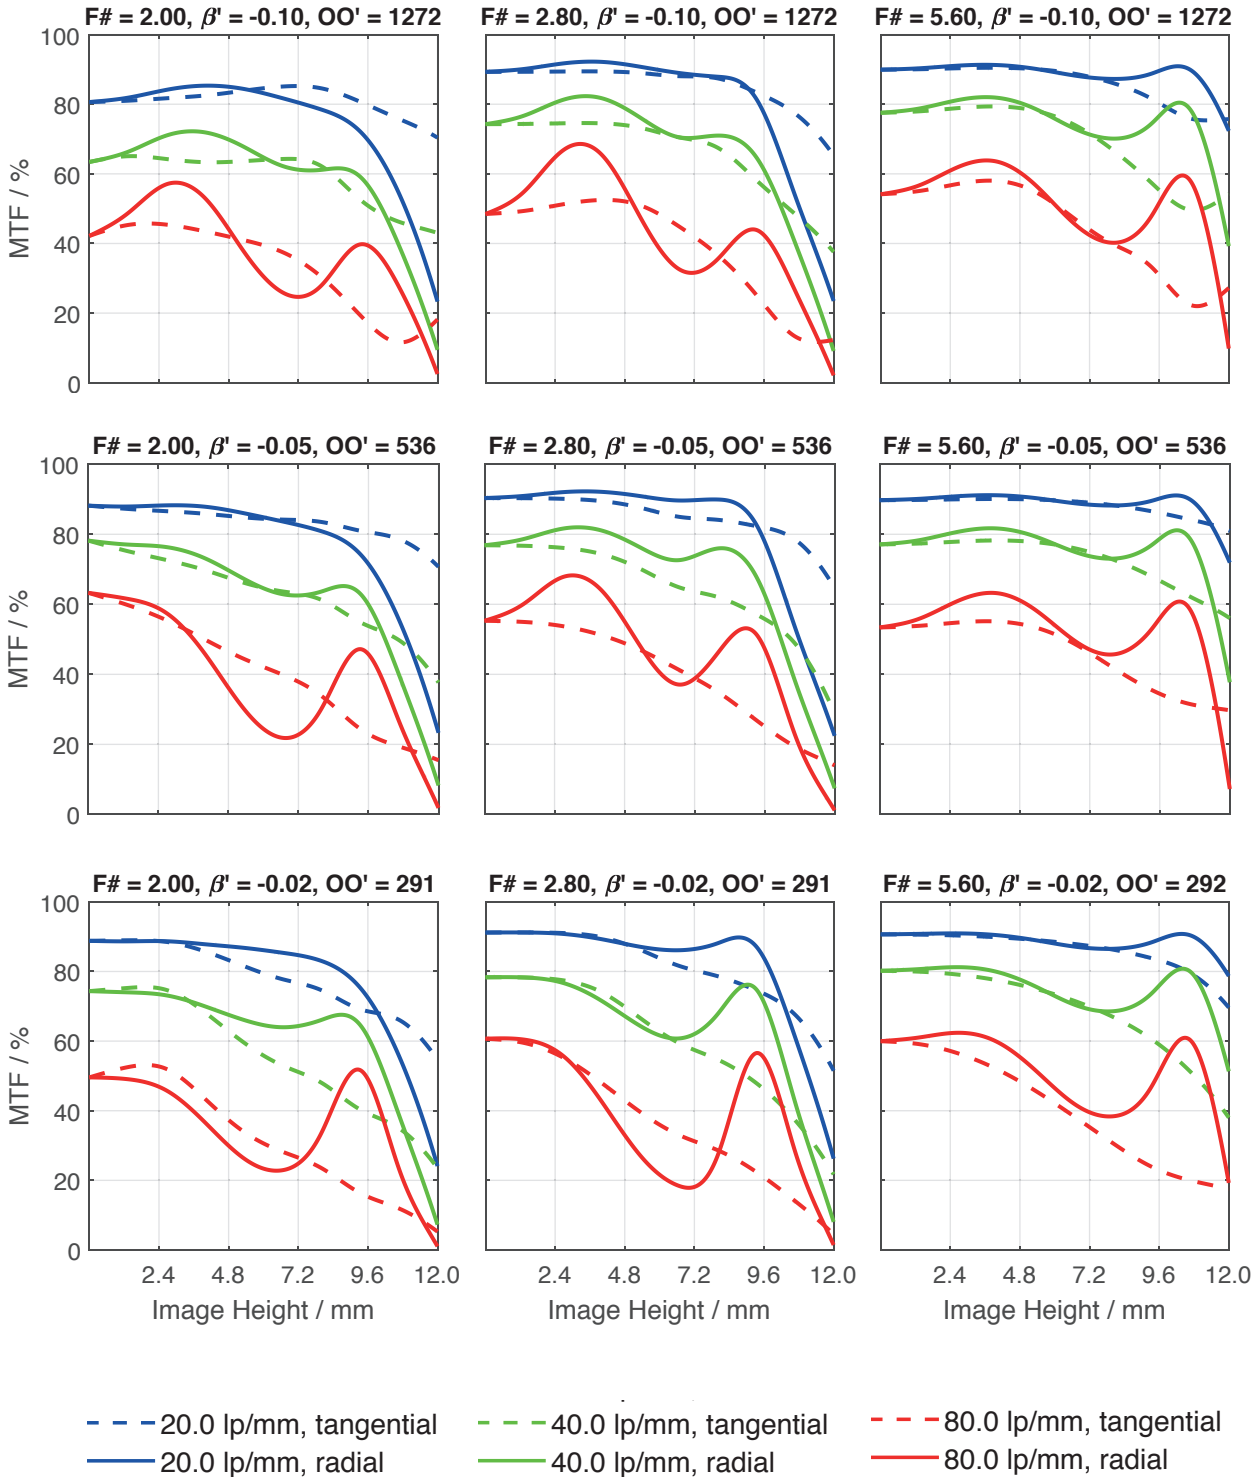 F# = 2.00, β' = -0.10, OO' = 1272
F# = 2.80, β' = -0.10, OO' = 1272
F# = 5.60, β' = -0.10, OO' = 1272
100
80
60
40
20
0
MTF / %
F# = 2.00, β' = -0.05, OO' = 536
F# = 2.80, β' = -0.05, OO' = 536
F# = 5.60, β' = -0.05, OO' = 536
100
80
60
40
20
0
MTF / %
F# = 2.00, β' = -0.02, OO' = 291
F# = 2.80, β' = -0.02, OO' = 291
F# = 5.60, β' = -0.02, OO' = 292
100
80
60
40
20
0
MTF / %
2.4 4.8 7.2 9.6 12.0
2.4 4.8 7.2 9.6 12.0
2.4 4.8 7.2 9.6 12.0
Image Height / mm
Image Height / mm
Image Height / mm
20.0 lp/mm, tangential
40.0 lp/mm, tangential
80.0 lp/mm, tangential
20.0 lp/mm, radial
40.0 lp/mm, radial
80.0 lp/mm, radial